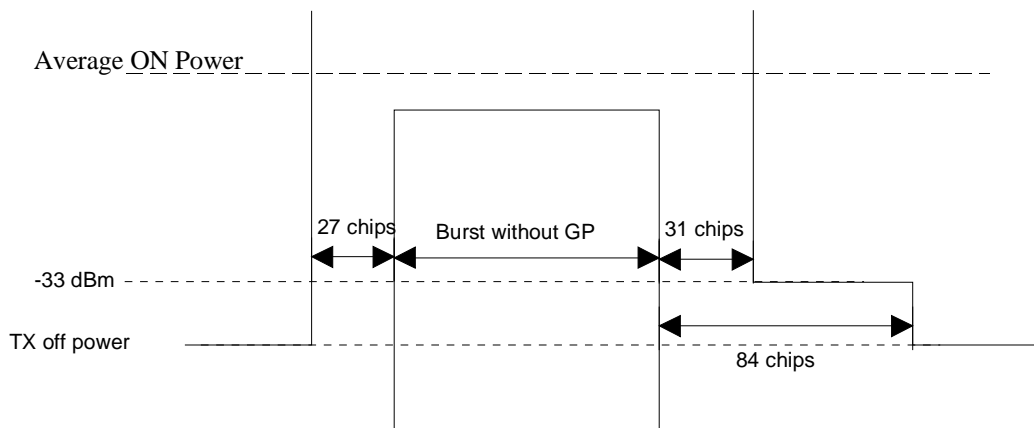 Average ON Power
27 chips
Burst without GP
31 chips
-33 dBm
TX off power
84 chips